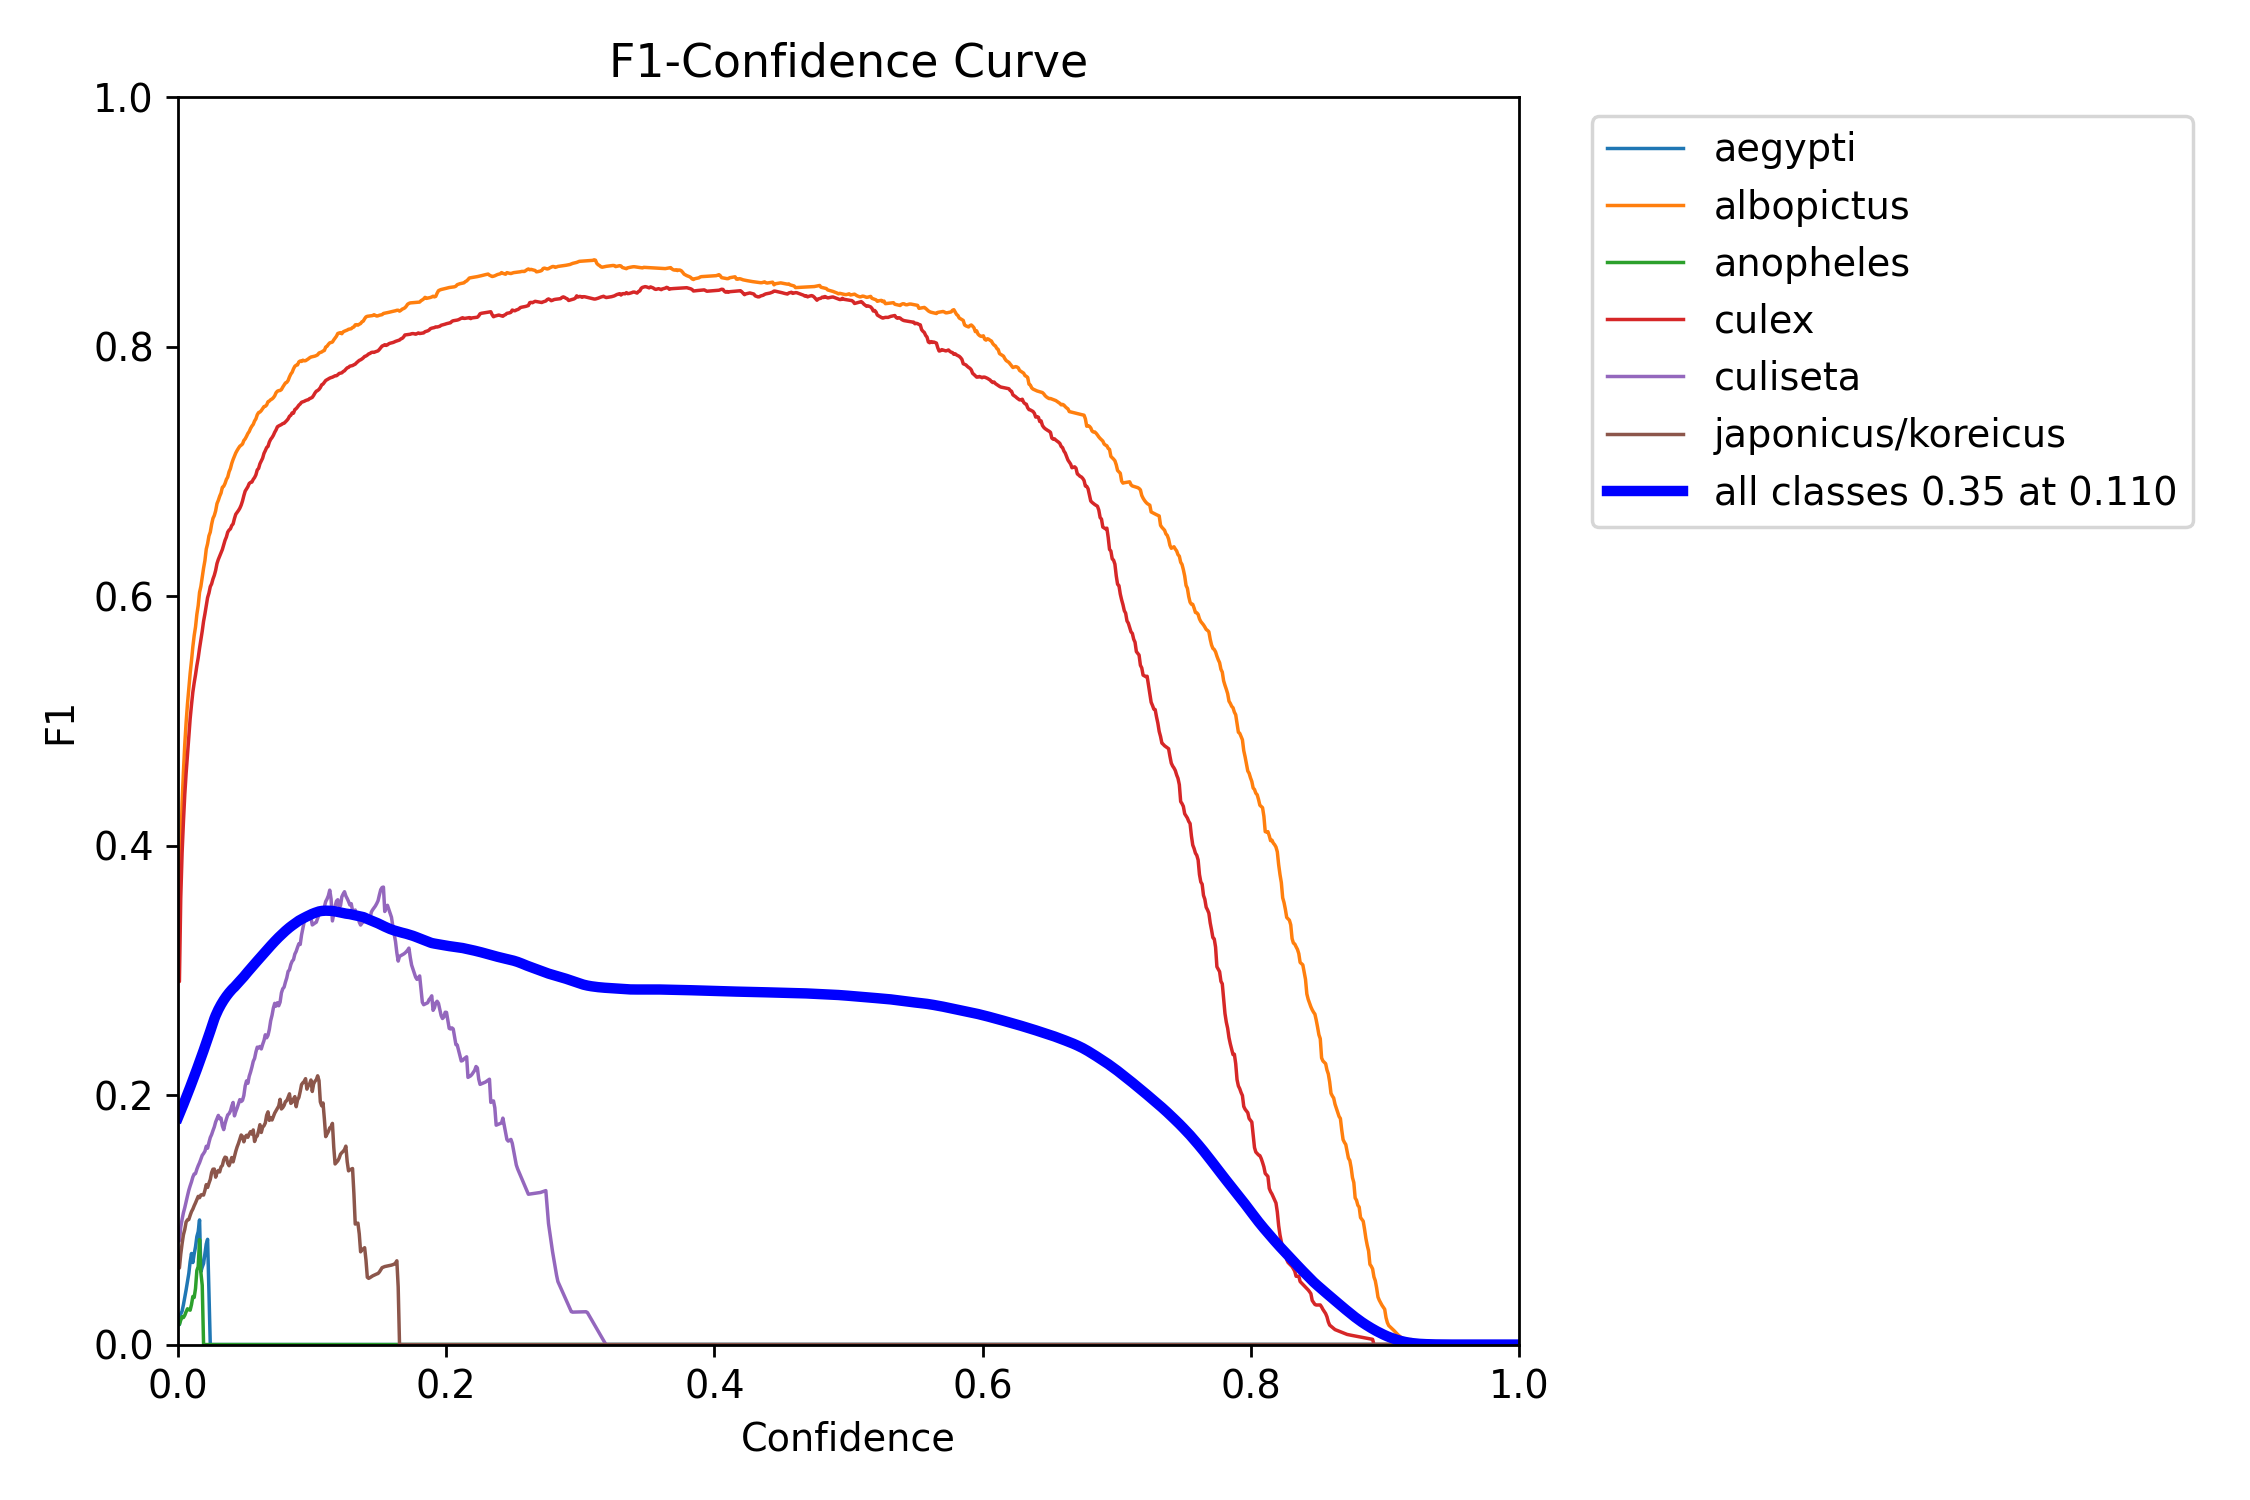 F1-Confidence Curve
1.0
0.8
0.6
0.4
0.2
0.0
F1
0.0 0.2 0.4 0.6 0.8 1.0
Confidence
aegypti
albopictus
anopheles
culex
culiseta
japonicus/koreicus
all classes 0.35 at 0.110